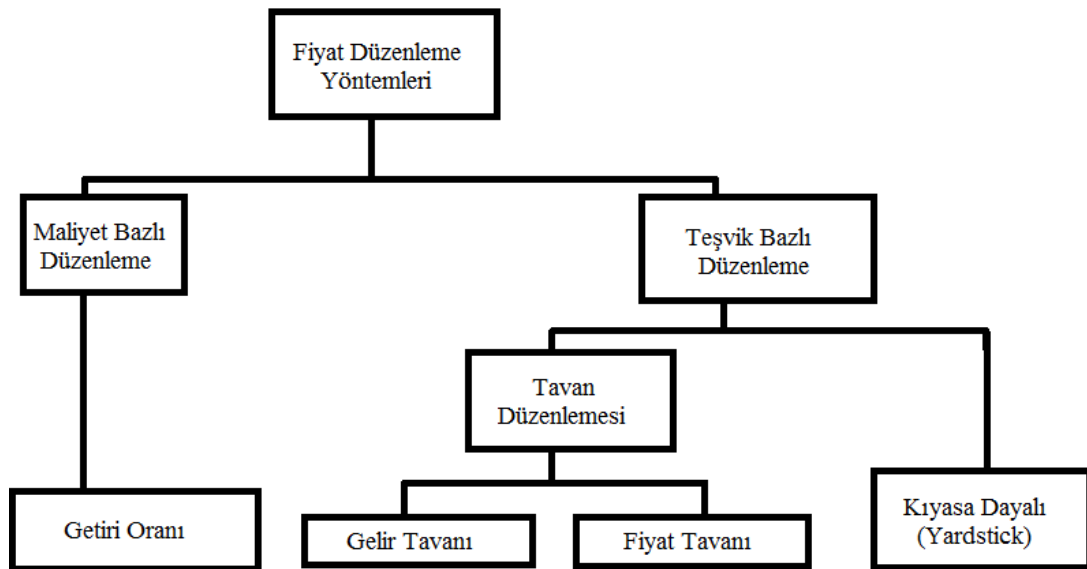 Fiyat Düzenleme
Yöntemleri
Maliyet Bazlı
Düzenleme
Teşvik Bazlı
Düzenleme
Tavan
Düzenlemesi
Getiri Oranı
Gelir Tavanı
Fiyat Tavanı
Kıyasa Dayalı
(Yardstick)